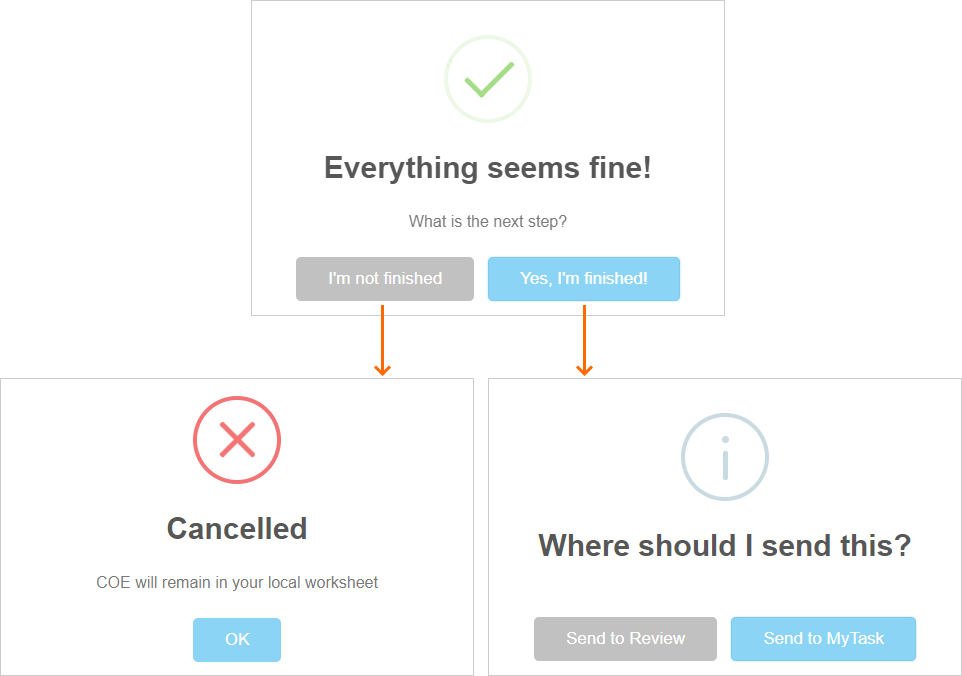 Everything seems fine!
What is the next step?
I'm not finished
Yes, I'm finished!
Cancelled
COE will remain in your local worksheet
OK
Where should I send this?
Send to Review
Send to MyTask